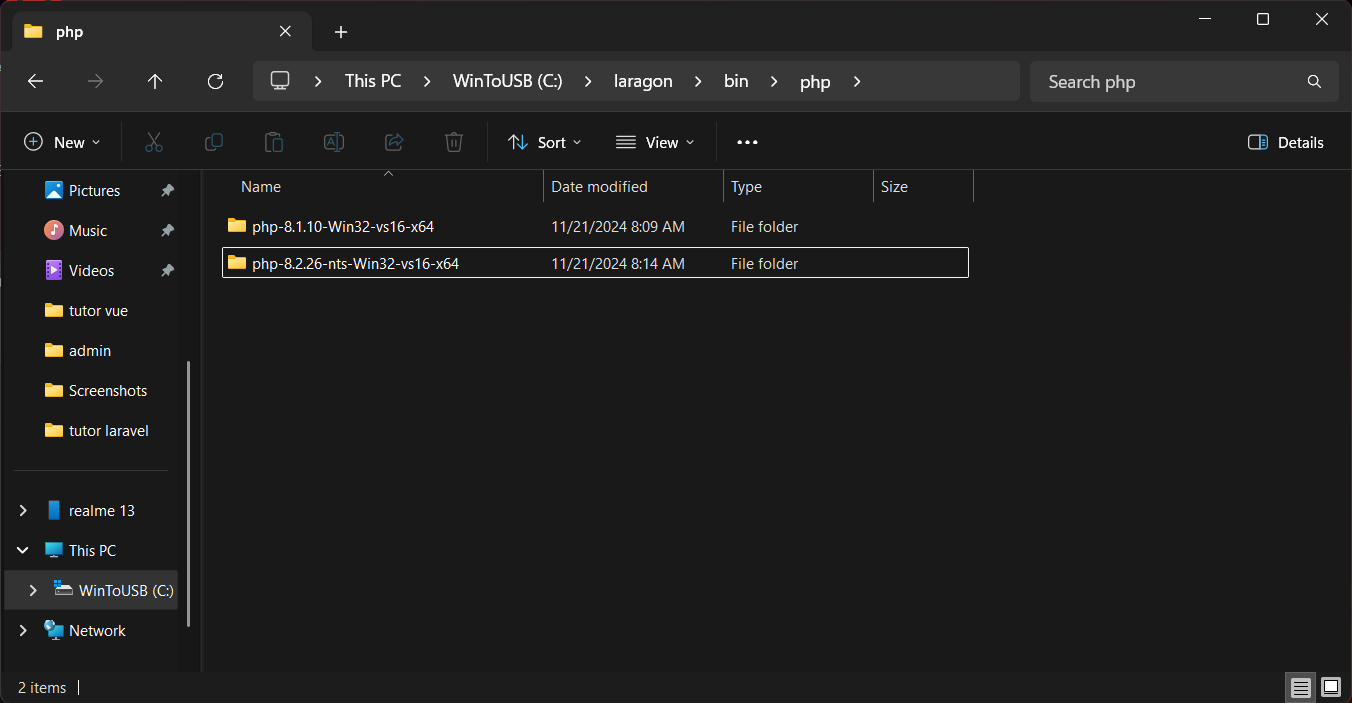 php
This PC
WinToUSB (C:)
laragon
bin
php
Search php
New
Sort
View
Details
Pictures
Music
Videos
tutor vue
admin
Screenshots
tutor laravel
realme 13
This PC
WinToUSB (C:)
Network
Name Date modified Type Size
php-8.1.10-Win32-vs16-x64 11/21/2024 8:09 AM File folder
php-8.2.26-nts-Win32-vs16-x64 11/21/2024 8:14 AM File folder
2 items